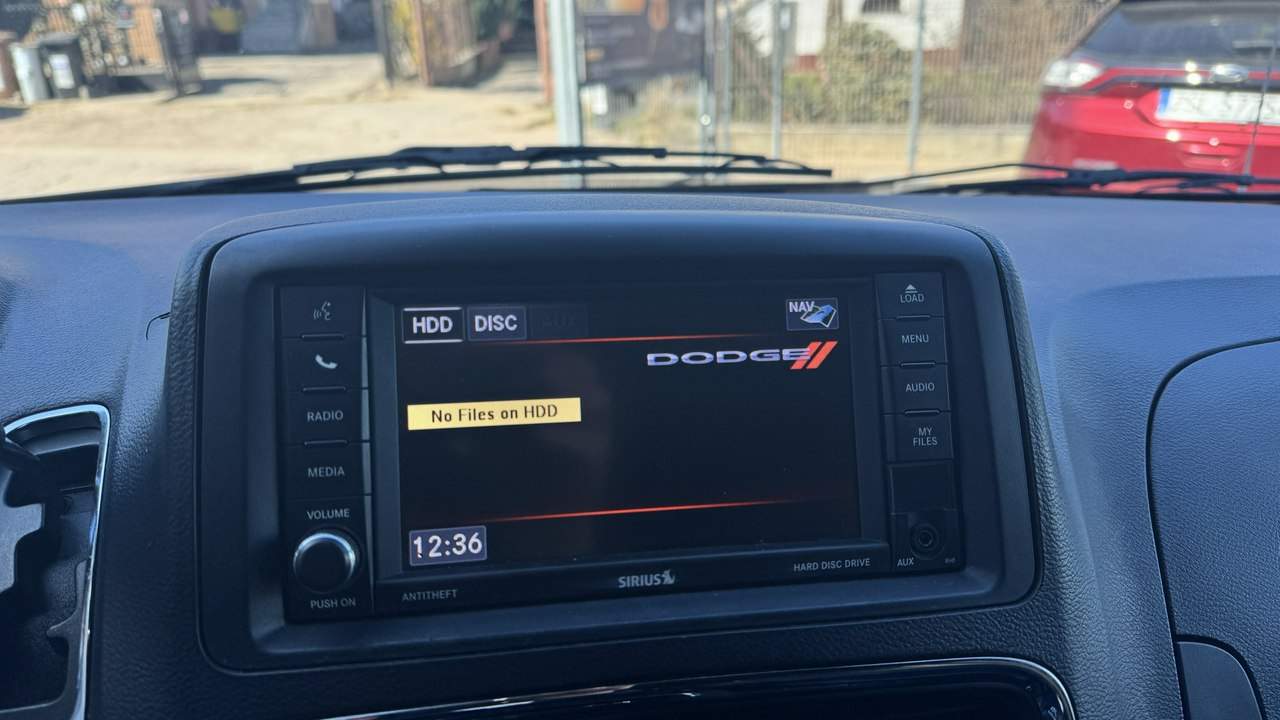 HDD DISC
NAV
DODGE
No Files on HDD
12:36
RADIO
MEDIA
VOLUME
PUSH ON
ANTITHEFT
SIRIUS
HARD DISC DRIVE
LOAD
MENU
AUDIO
MY
FILES
AUX
Ford